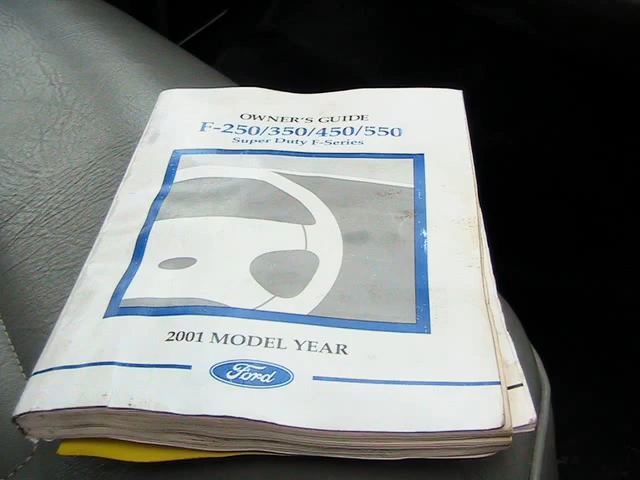 OWNER'S GUIDE
F-250/350/450/550
Super Duty F-Series
2001 MODEL YEAR
Ford